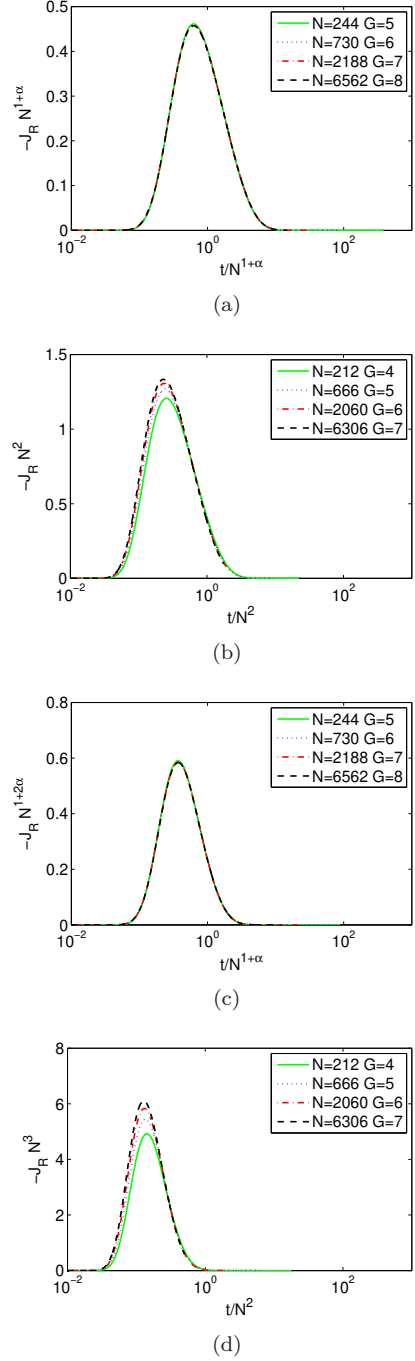 0.5
0.4
0.3
0.2
0.1
0
-J_R N^{1+α}
N=244 G=5
N=730 G=6
N=2188 G=7
N=6562 G=8
10^{-2} 10^{0} 10^{2}
t/N^{1+α}
(a)
1.5
1
0.5
0
-J_R N^{2}
N=212 G=4
N=666 G=5
N=2060 G=6
N=6306 G=7
10^{-2} 10^{0} 10^{2}
t/N^{2}
(b)
0.8
0.6
0.4
0.2
0
-J_R N^{1+2α}
N=244 G=5
N=730 G=6
N=2188 G=7
N=6562 G=8
10^{-2} 10^{0} 10^{2}
t/N^{1+α}
(c)
8
6
4
2
0
-J_R N^{3}
N=212 G=4
N=666 G=5
N=2060 G=6
N=6306 G=7
10^{-2} 10^{0} 10^{2}
t/N^{2}
(d)